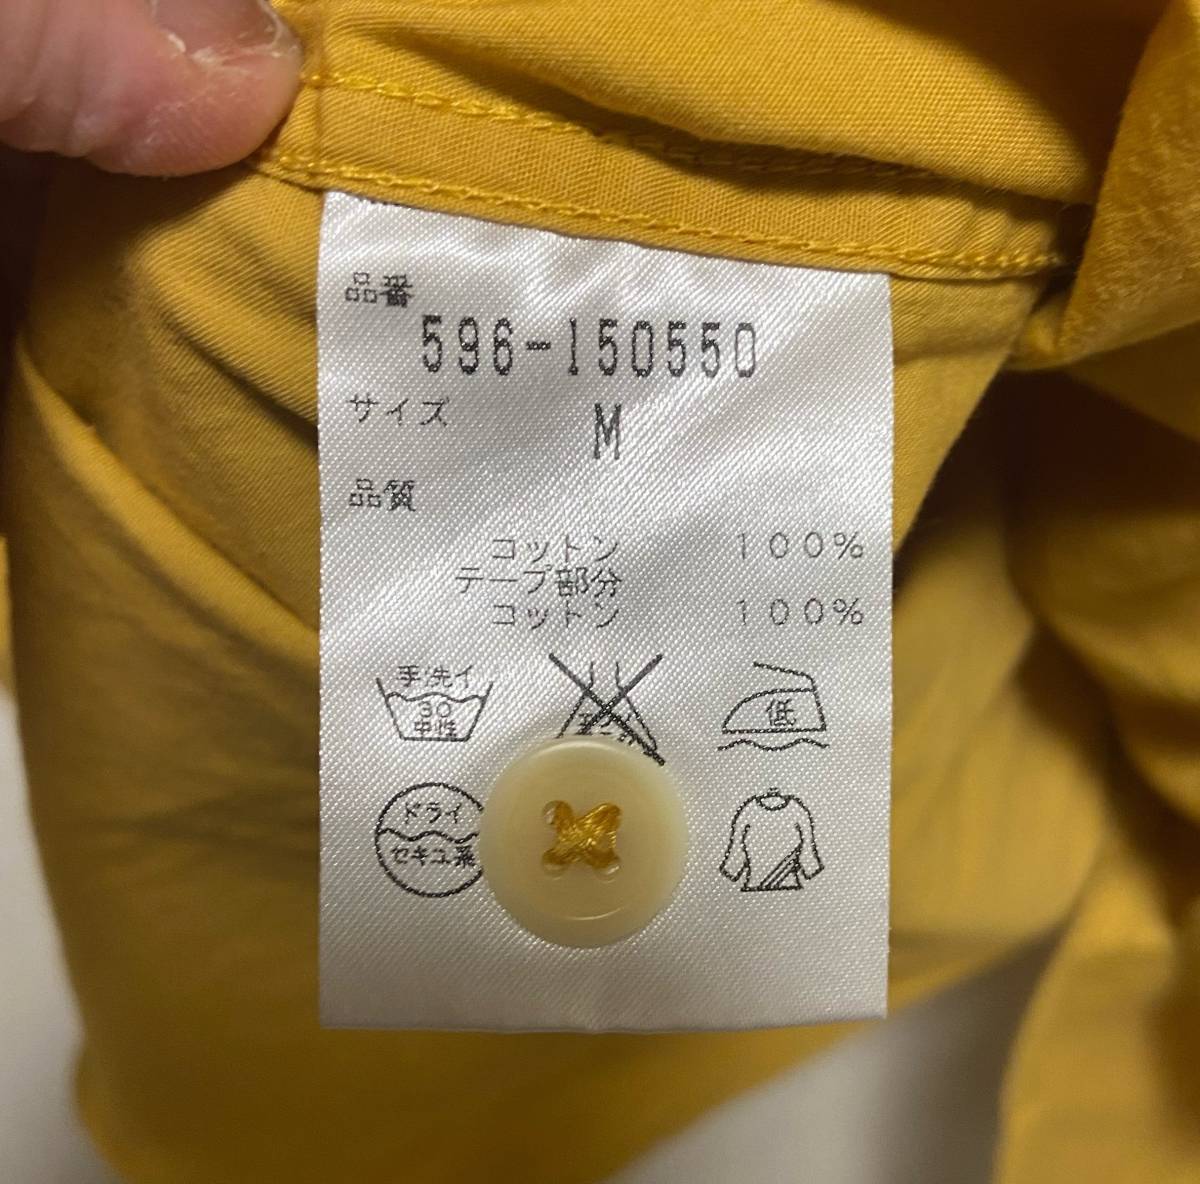 品番
596-150550
サイズ
M
品質
コットン 100%
テープ部分
コットン 100%
手洗イ
30
中性
低
ドライ
セキユ系